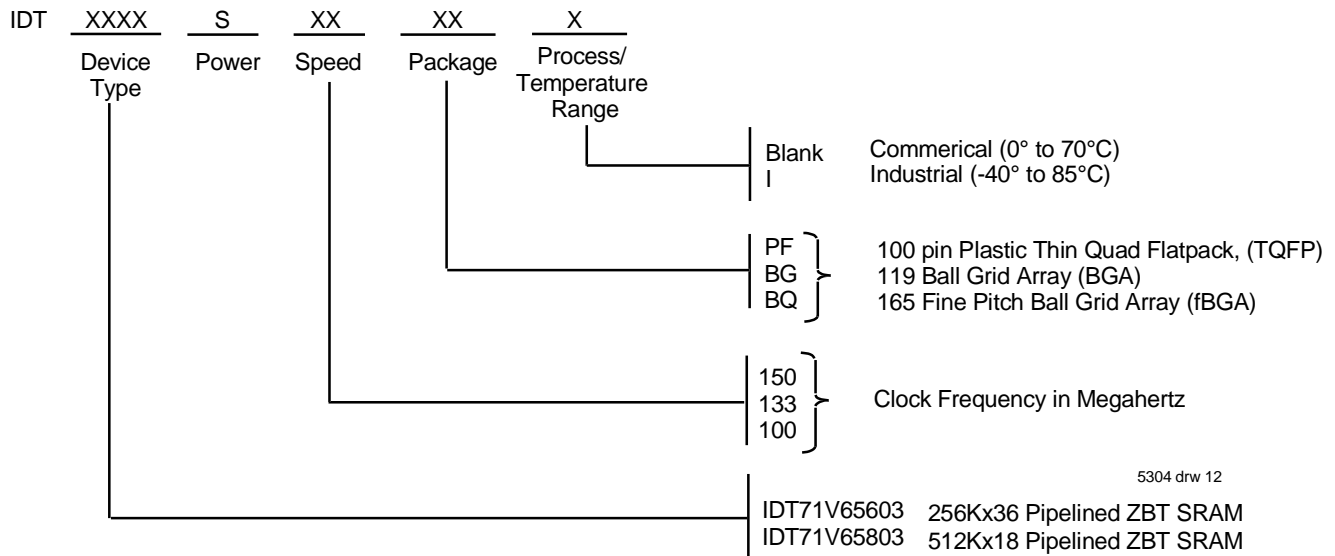 IDT XXXX S XX XX X
Device Type Power Speed Package Process/ Temperature Range
Blank Commerical (0° to 70°C)
I Industrial (-40° to 85°C)
PF 100 pin Plastic Thin Quad Flatpack, (TQFP)
BG 119 Ball Grid Array (BGA)
BQ 165 Fine Pitch Ball Grid Array (fBGA)
150
133 Clock Frequency in Megahertz
100
5304 drw 12
IDT71V65603 256Kx36 Pipelined ZBT SRAM
IDT71V65803 512Kx18 Pipelined ZBT SRAM